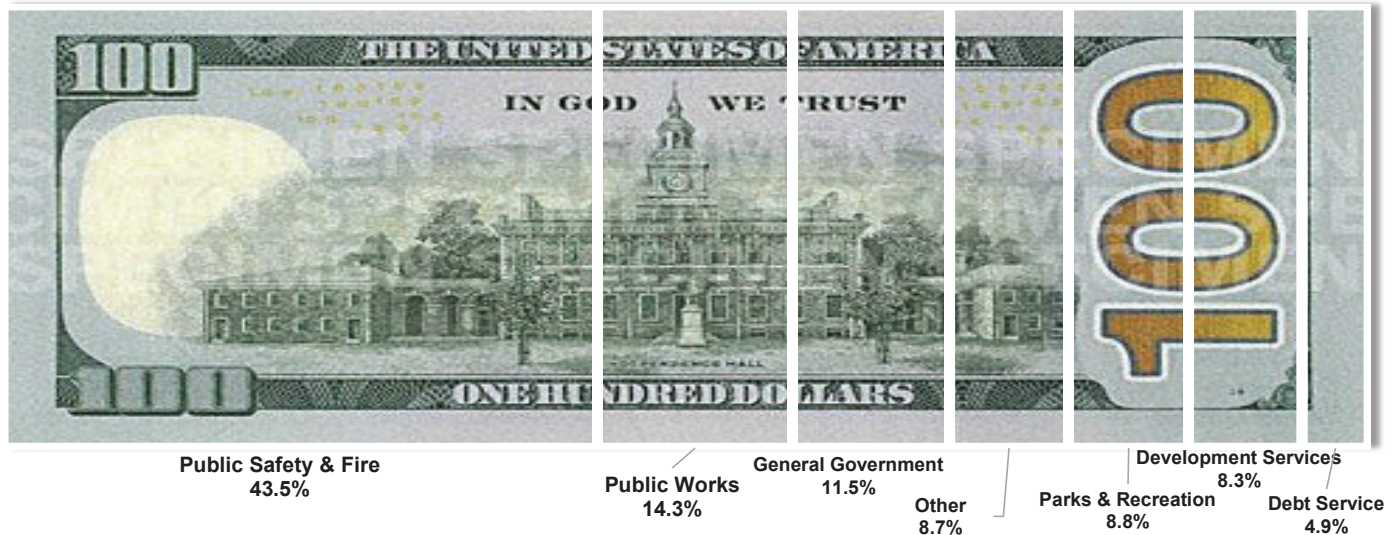 100
THE UNITED STATES OF AMERICA
IN GOD WE TRUST
100
INDEPENDENCE HALL
100
ONE HUNDRED DOLLARS
Public Safety & Fire
43.5%
Public Works
14.3%
General Government
11.5%
Other
8.7%
Parks & Recreation
8.8%
Development Services
8.3%
Debt Service
4.9%